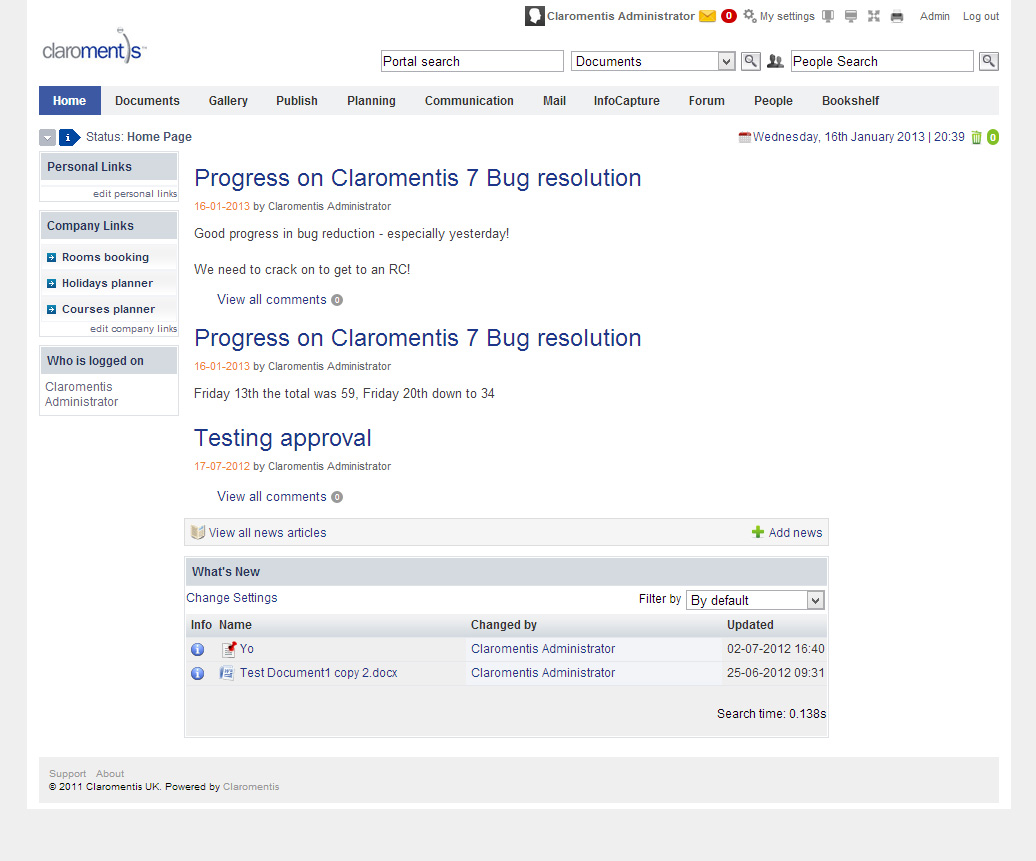 Claromentis Administrator 0 My settings Admin Log out
claromentis™
Portal search Documents People Search
Home Documents Gallery Publish Planning Communication Mail InfoCapture Forum People Bookshelf
i Status: Home Page Wednesday, 16th January 2013 | 20:39 0
Personal Links
edit personal links
Company Links
Rooms booking
Holidays planner
Courses planner
edit company links
Who is logged on
Claromentis
Administrator
Progress on Claromentis 7 Bug resolution
16-01-2013 by Claromentis Administrator
Good progress in bug reduction - especially yesterday!
We need to crack on to get to an RC!
View all comments 0
Progress on Claromentis 7 Bug resolution
16-01-2013 by Claromentis Administrator
Friday 13th the total was 59, Friday 20th down to 34
Testing approval
17-07-2012 by Claromentis Administrator
View all comments 0
View all news articles Add news
What's New
Change Settings Filter by By default
Info Name Changed by Updated
i Yo Claromentis Administrator 02-07-2012 16:40
i Test Document1 copy 2.docx Claromentis Administrator 25-06-2012 09:31
Search time: 0.138s
Support About
© 2011 Claromentis UK. Powered by Claromentis